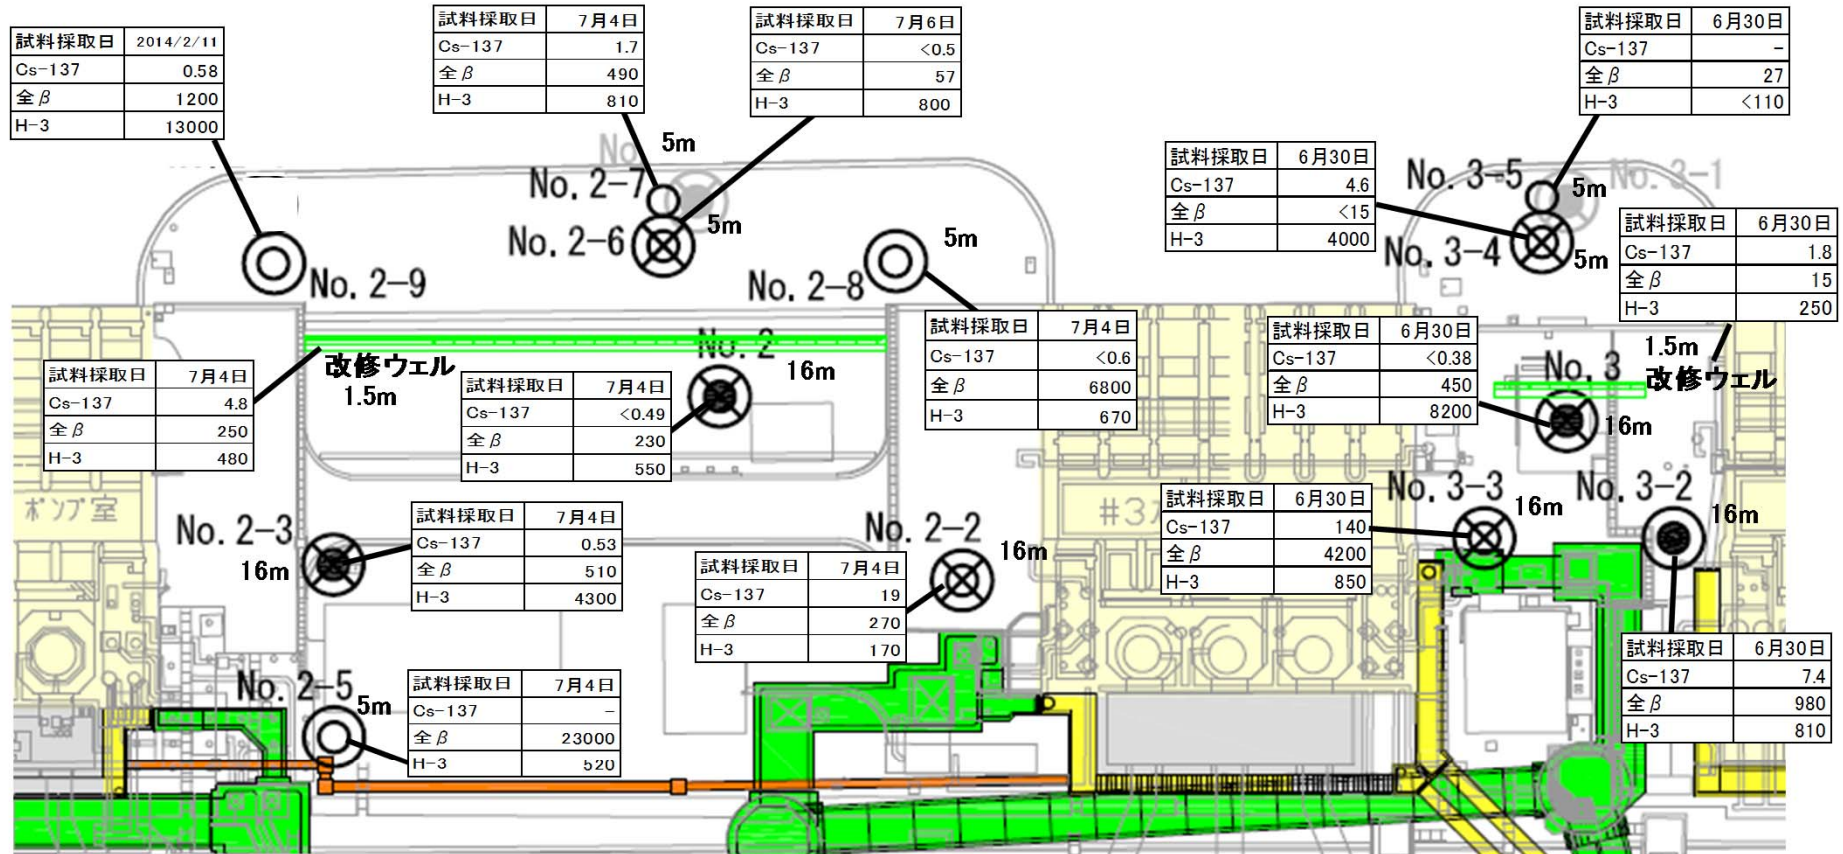 試料採取日 2014/2/11
Cs-137 0.58
全β 1200
H-3 13000
試料採取日 7月4日
Cs-137 1.7
全β 490
H-3 810
試料採取日 7月6日
Cs-137 <0.5
全β 57
H-3 800
試料採取日 6月30日
Cs-137 -
全β 27
H-3 <110
試料採取日 6月30日
Cs-137 4.6
全β <15
H-3 4000
試料採取日 6月30日
Cs-137 1.8
全β 15
H-3 250
No
5m
No. 2-7
No. 2-6
5m
No. 2-9
No. 2-8
5m
No. 3-5
5m
No. 3-1
No. 3-4
5m
試料採取日 7月4日
Cs-137 4.8
全β 250
H-3 480
改修ウェル
1.5m
No. 2
16m
試料採取日 7月4日
Cs-137 <0.49
全β 230
H-3 550
試料採取日 7月4日
Cs-137 <0.6
全β 6800
H-3 670
試料採取日 6月30日
Cs-137 <0.38
全β 450
H-3 8200
No. 3
16m
1.5m
改修ウェル
ポンプ室
No. 2-3
16m
試料採取日 7月4日
Cs-137 0.53
全β 510
H-3 4300
No. 2-2
16m
試料採取日 7月4日
Cs-137 19
全β 270
H-3 170
#3
試料採取日 6月30日
Cs-137 140
全β 4200
H-3 850
No. 3-3
16m
No. 3-2
16m
試料採取日 6月30日
Cs-137 7.4
全β 980
H-3 810
No. 2-5
5m
試料採取日 7月4日
Cs-137 -
全β 23000
H-3 520